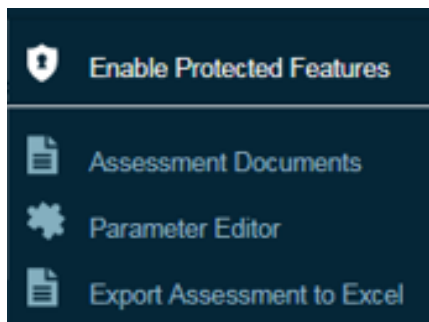 Enable Protected Features
Assessment Documents
Parameter Editor
Export Assessment to Excel